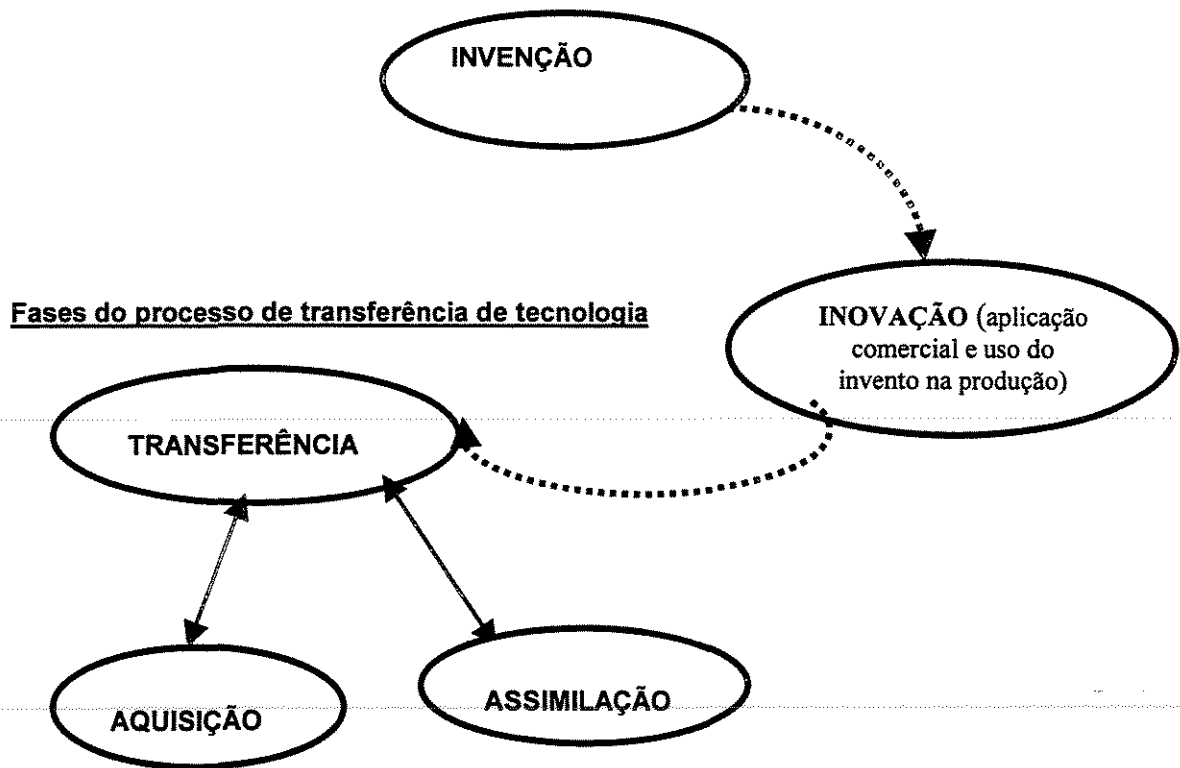 INVENÇÃO
Fases do processo de transferência de tecnologia
INOVAÇÃO (aplicação
comercial e uso do
invento na produção)
TRANSFERÊNCIA
AQUISIÇÃO
ASSIMILAÇÃO